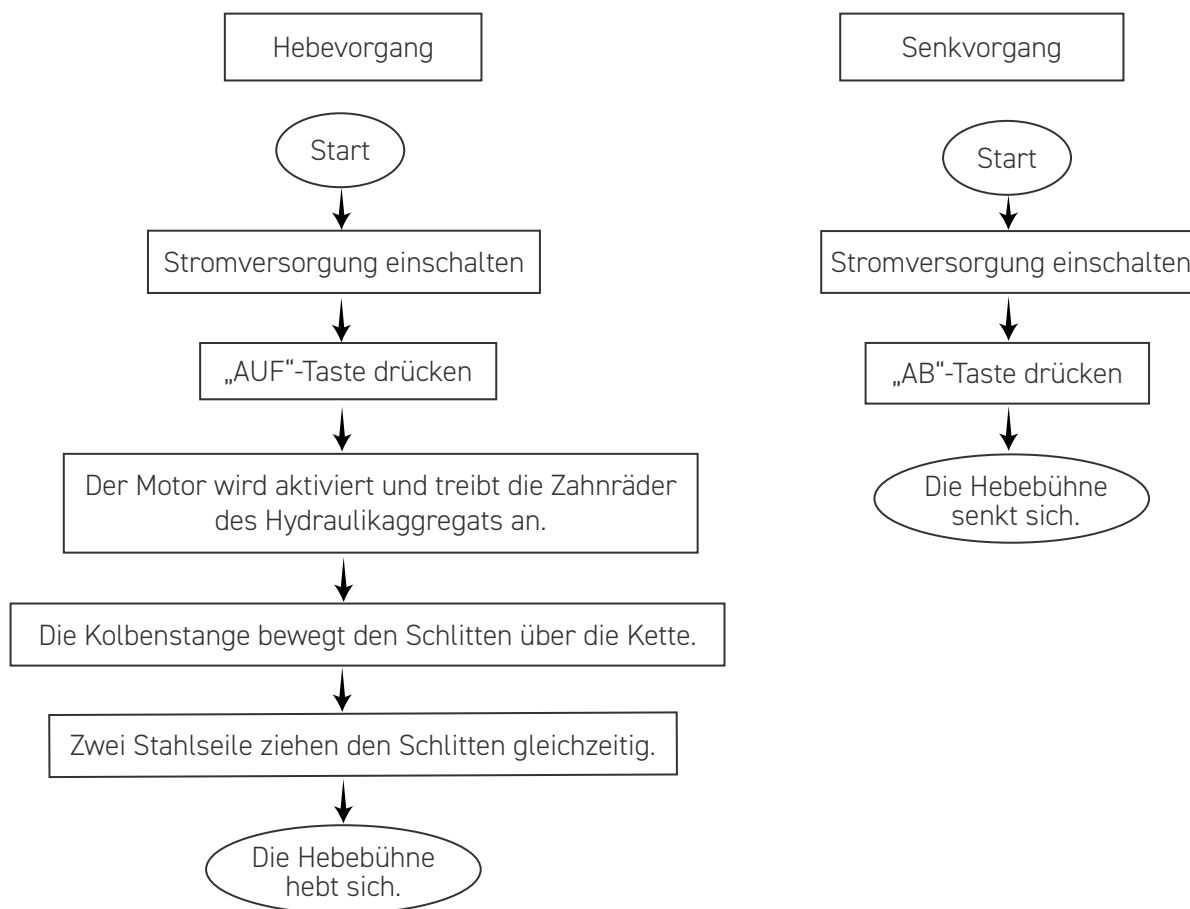 Hebevorgang
Start
Stromversorgung einschalten
„AUF“-Taste drücken
Der Motor wird aktiviert und treibt die Zahnräder
des Hydraulikaggregats an.
Die Kolbenstange bewegt den Schlitten über die Kette.
Zwei Stahlseile ziehen den Schlitten gleichzeitig.
Die Hebebühne
hebt sich.
Senkvorgang
Start
Stromversorgung einschalten
„AB“-Taste drücken
Die Hebebühne
senkt sich.